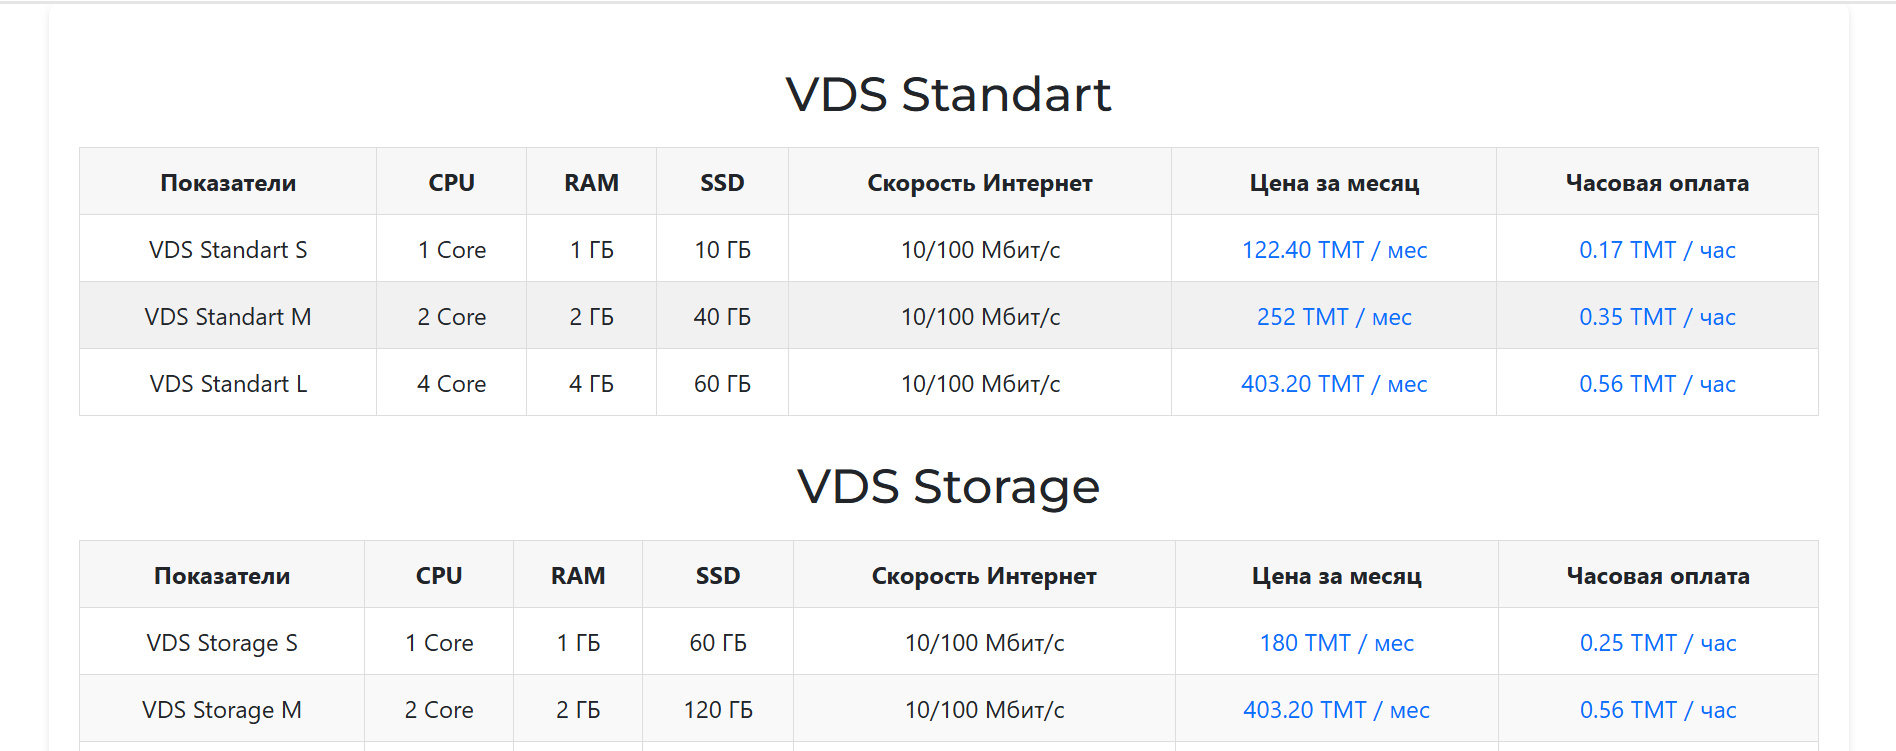 VDS Standart
Показатели CPU RAM SSD Скорость Интернет Цена за месяц Часовая оплата
VDS Standart S 1 Core 1 ГБ 10 ГБ 10/100 Мбит/с 122.40 TMT / мес 0.17 TMT / час
VDS Standart M 2 Core 2 ГБ 40 ГБ 10/100 Мбит/с 252 TMT / мес 0.35 TMT / час
VDS Standart L 4 Core 4 ГБ 60 ГБ 10/100 Мбит/с 403.20 TMT / мес 0.56 TMT / час
VDS Storage
Показатели CPU RAM SSD Скорость Интернет Цена за месяц Часовая оплата
VDS Storage S 1 Core 1 ГБ 60 ГБ 10/100 Мбит/с 180 TMT / мес 0.25 TMT / час
VDS Storage M 2 Core 2 ГБ 120 ГБ 10/100 Мбит/с 403.20 TMT / мес 0.56 TMT / час